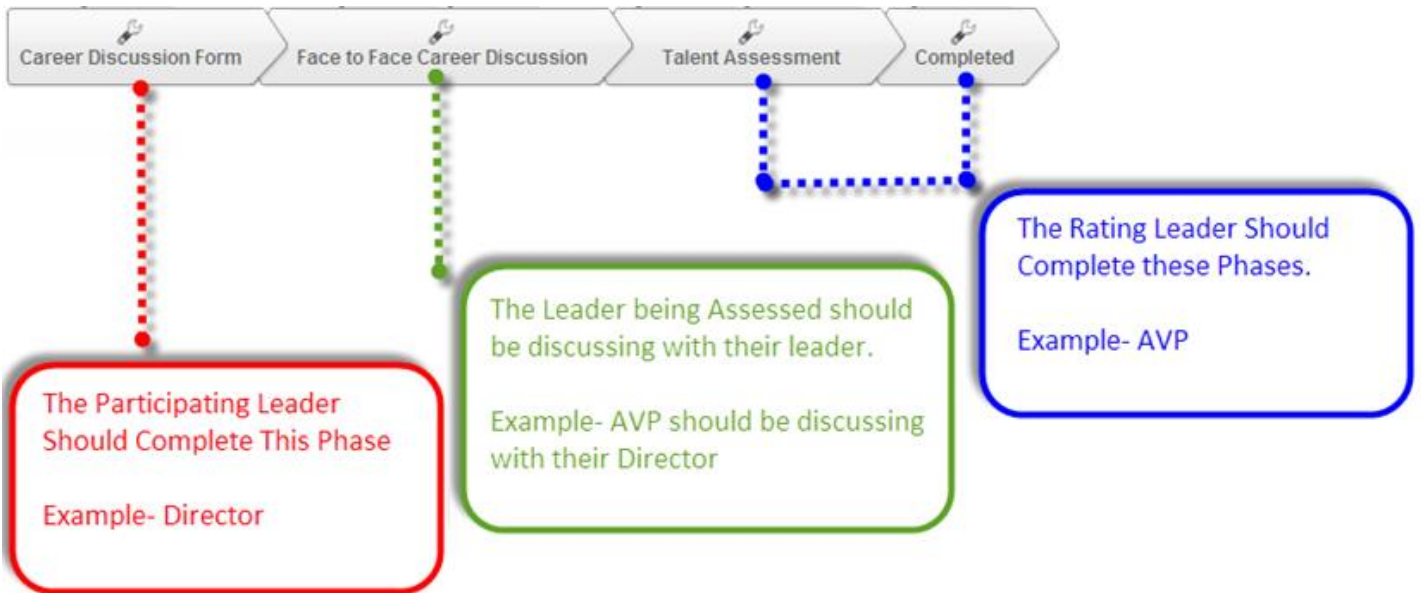 Career Discussion Form
Face to Face Career Discussion
Talent Assessment
Completed
The Participating Leader
Should Complete This Phase
Example- Director
The Leader being Assessed should
be discussing with their leader.
Example- AVP should be discussing
with their Director
The Rating Leader Should
Complete these Phases.
Example- AVP